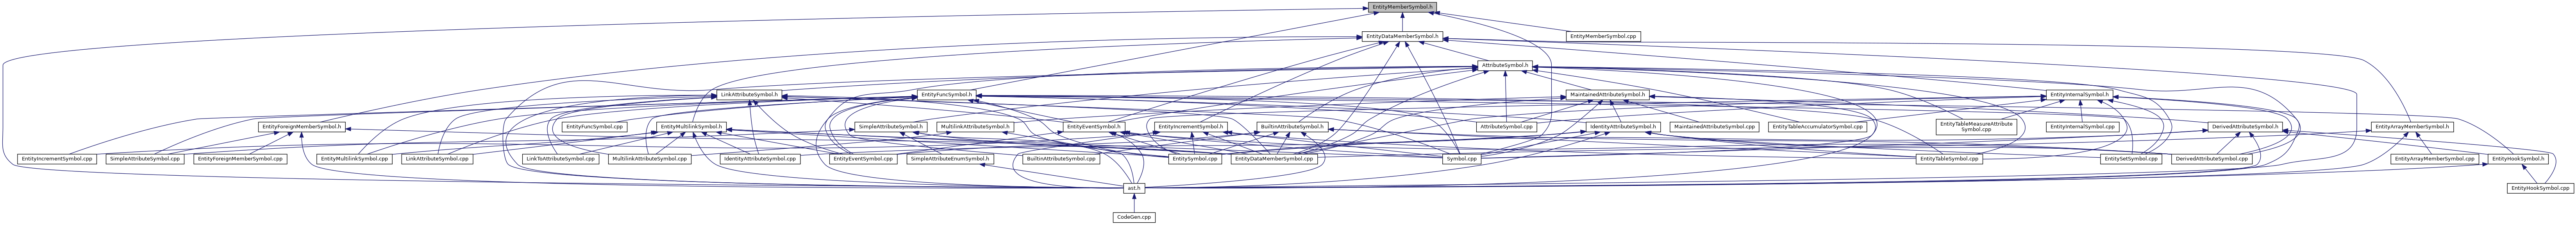 EntityMemberSymbol.h
EntityDataMemberSymbol.h
EntityMemberSymbol.cpp
AttributeSymbol.h
LinkAttributeSymbol.h
EntityFuncSymbol.h
MaintainedAttributeSymbol.h
EntityInternalSymbol.h
EntityForeignMemberSymbol.h
EntityFuncSymbol.cpp
EntityMultilinkSymbol.h
SimpleAttributeSymbol.h
MultilinkAttributeSymbol.h
EntityEventSymbol.h
EntityIncrementSymbol.h
BuiltinAttributeSymbol.h
AttributeSymbol.cpp
IdentityAttributeSymbol.h
MaintainedAttributeSymbol.cpp
EntityTableAccumulatorSymbol.cpp
EntityTableMeasureAttribute
Symbol.cpp
EntityInternalSymbol.cpp
DerivedAttributeSymbol.h
EntityArrayMemberSymbol.h
EntityIncrementSymbol.cpp
SimpleAttributeSymbol.cpp
EntityForeignMemberSymbol.cpp
EntityMultilinkSymbol.cpp
LinkAttributeSymbol.cpp
LinkToAttributeSymbol.cpp
MultilinkAttributeSymbol.cpp
IdentityAttributeSymbol.cpp
EntityEventSymbol.cpp
SimpleAttributeEnumSymbol.h
BuiltinAttributeSymbol.cpp
EntitySymbol.cpp
EntityDataMemberSymbol.cpp
Symbol.cpp
EntityTableSymbol.cpp
EntitySetSymbol.cpp
DerivedAttributeSymbol.cpp
EntityArrayMemberSymbol.cpp
EntityHookSymbol.h
ast.h
EntityHookSymbol.cpp
CodeGen.cpp